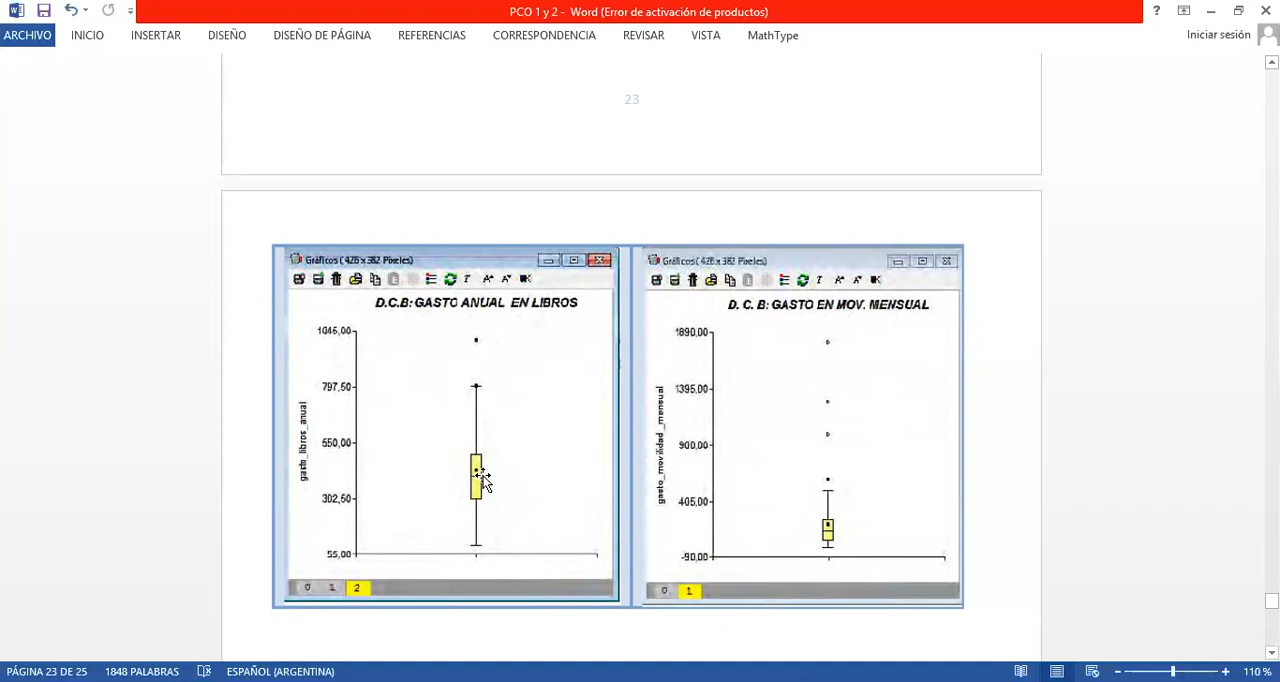 PCO 1 y 2 - Word (Error de activación de productos)
?
ARCHIVO INICIO INSERTAR DISEÑO DISEÑO DE PÁGINA REFERENCIAS CORRESPONDENCIA REVISAR VISTA MathType Iniciar sesión
23
Gráficos ( 426 x 382 Pixeles)
D.C.B: GASTO ANUAL EN LIBROS
gasto_libros_anual
1045,00
797,50
550,00
302,50
55,00
0 1 2
Gráficos ( 426 x 382 Pixeles)
D. C. B: GASTO EN MOV. MENSUAL
gasto_movilidad_mensual
1890,00
1395,00
900,00
405,00
-90,00
0 1
PÁGINA 23 DE 25 1848 PALABRAS ESPAÑOL (ARGENTINA) 110 %